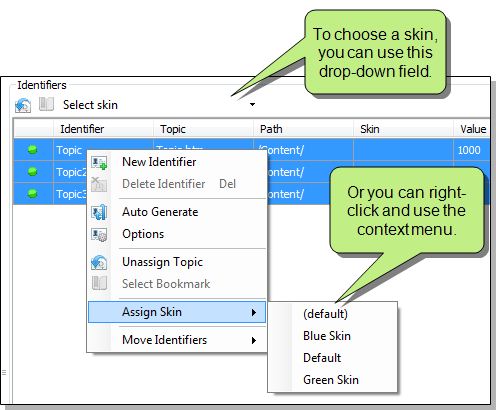 To choose a skin,
you can use this
drop-down field.
Identifiers
Select skin
Identifier Topic Path Skin Value
Topic Topic.htm /Content/ 1000
Topic2 /Content/
Topic3 /Content/
New Identifier
Delete Identifier Del
Auto Generate
Options
Unassign Topic
Select Bookmark
Assign Skin
Move Identifiers
Or you can right-
click and use the
context menu.
(default)
Blue Skin
Default
Green Skin